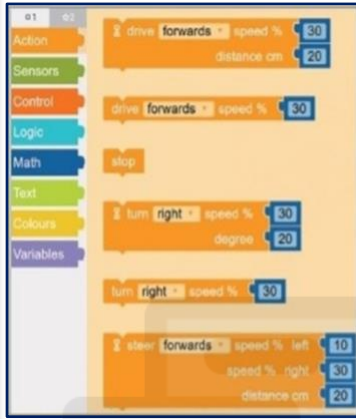 1 2
Action
Sensors
Control
Logic
Math
Text
Colours
Variables
drive forwards speed % 30
distance cm 20
drive forwards speed % 30
stop
turn right speed % 30
degree 20
turn right speed % 30
steer forwards speed % left 10
speed % right 30
distance cm 20